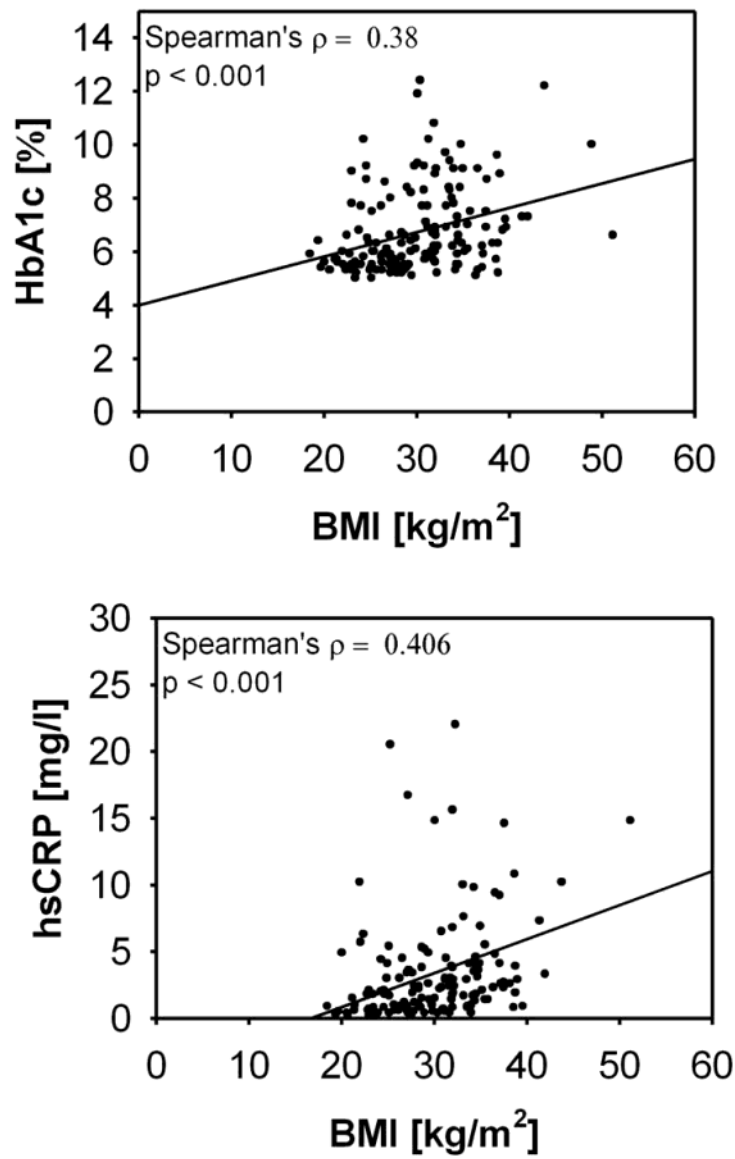 Spearman's ρ = 0.38
p < 0.001
14
12
10
8
6
4
2
0
HbA1c [%]
0 10 20 30 40 50 60
BMI [kg/m²]
Spearman's ρ = 0.406
p < 0.001
30
25
20
15
10
5
0
hsCRP [mg/l]
0 10 20 30 40 50 60
BMI [kg/m²]